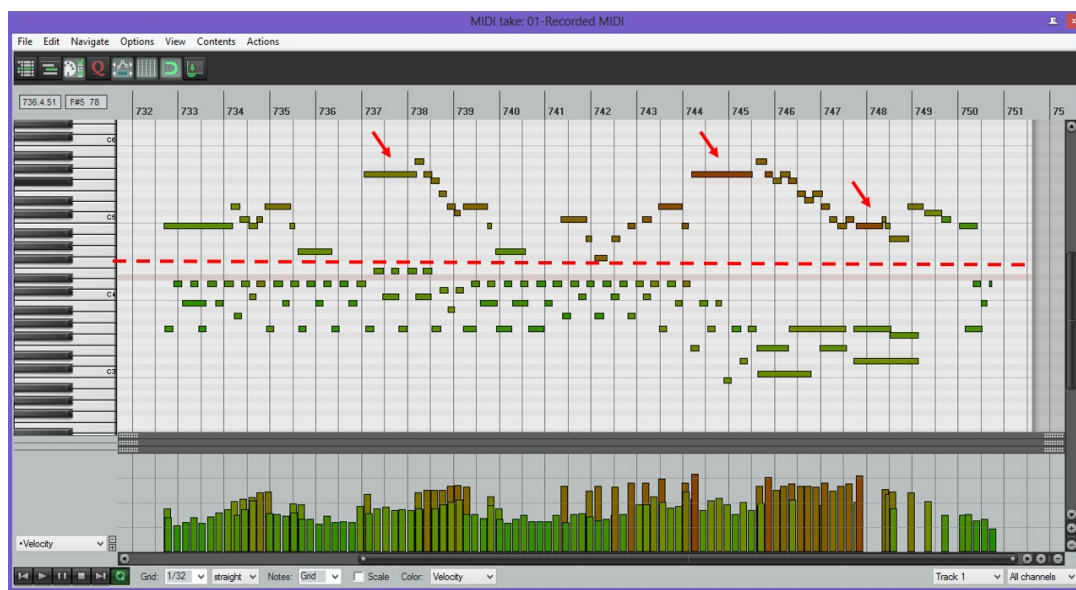 MIDI take: 01-Recorded MIDI
File Edit Navigate Options View Contents Actions
Q
736.4.51 F#5 78
732 733 734 735 736 737 738 739 740 741 742 743 744 745 746 747 748 749 750 751 75
C6
C5
C4
C3
•Velocity
Grid: 1/32 straight Notes: Grid Scale Color: Velocity Track 1 All channels